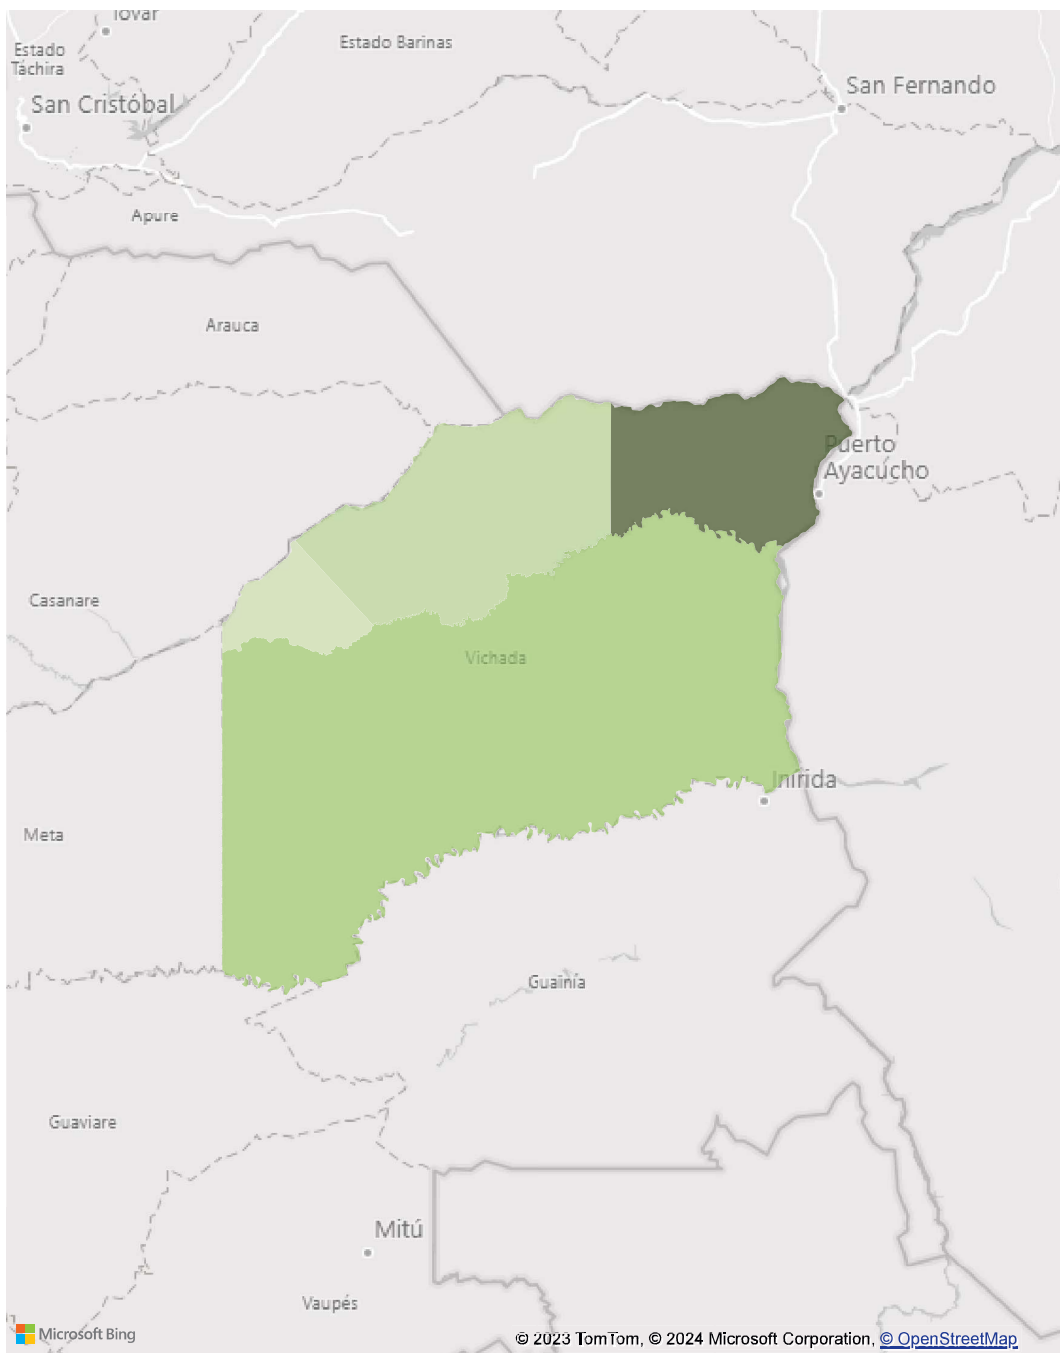 Tovar
Estado
Táchira
Estado Barinas
San Cristóbal
San Fernando
Apure
Arauca
Puerto
Ayacucho
Casanare
Vichada
Inírida
Meta
Guainía
Guaviare
Mitú
Vaupés
Microsoft Bing
© 2023 TomTom, © 2024 Microsoft Corporation, © OpenStreetMap